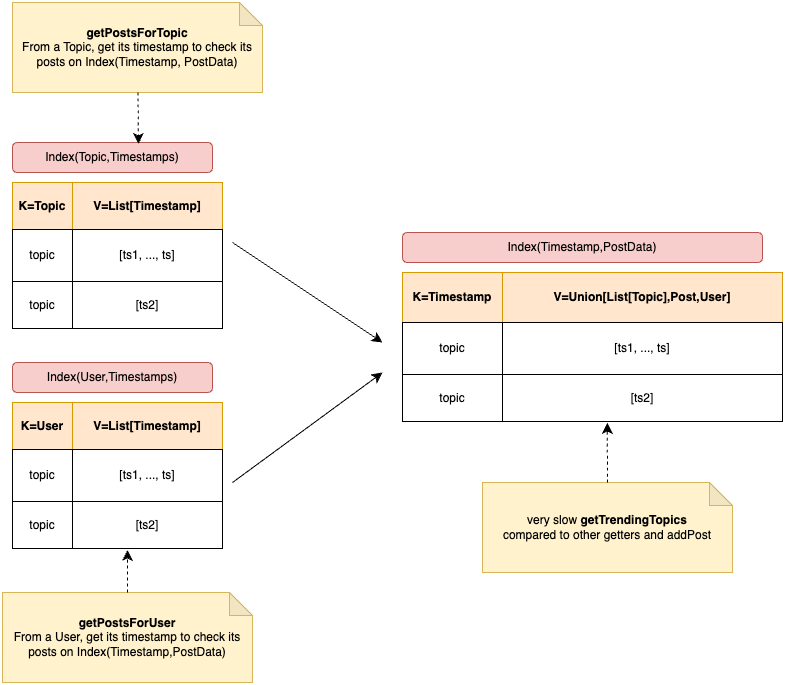 getPostsForTopic
From a Topic, get its timestamp to check its
posts on Index(Timestamp, PostData)
Index(Topic,Timestamps)
K=Topic V=List[Timestamp]
topic [ts1, ..., ts]
topic [ts2]
Index(Timestamp,PostData)
K=Timestamp V=Union[List[Topic],Post,User]
topic [ts1, ..., ts]
topic [ts2]
Index(User,Timestamps)
K=User V=List[Timestamp]
topic [ts1, ..., ts]
topic [ts2]
very slow getTrendingTopics
compared to other getters and addPost
getPostsForUser
From a User, get its timestamp to check its
posts on Index(Timestamp,PostData)